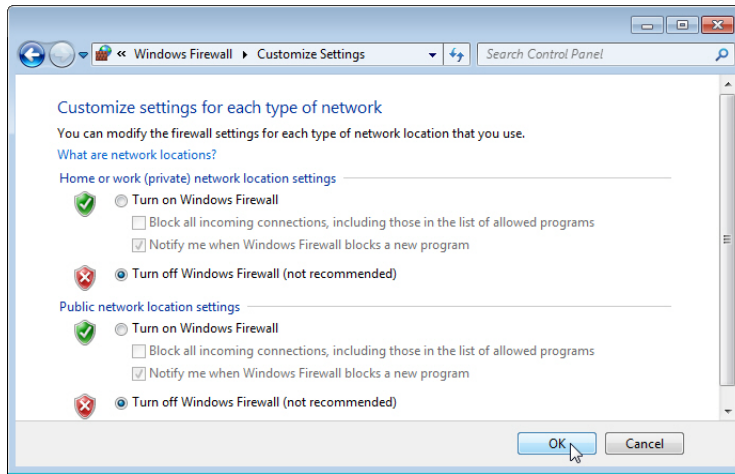 « Windows Firewall Customize Settings Search Control Panel
Customize settings for each type of network
You can modify the firewall settings for each type of network location that you use.
What are network locations?
Home or work (private) network location settings
Turn on Windows Firewall
Block all incoming connections, including those in the list of allowed programs
Notify me when Windows Firewall blocks a new program
Turn off Windows Firewall (not recommended)
Public network location settings
Turn on Windows Firewall
Block all incoming connections, including those in the list of allowed programs
Notify me when Windows Firewall blocks a new program
Turn off Windows Firewall (not recommended)
OK Cancel